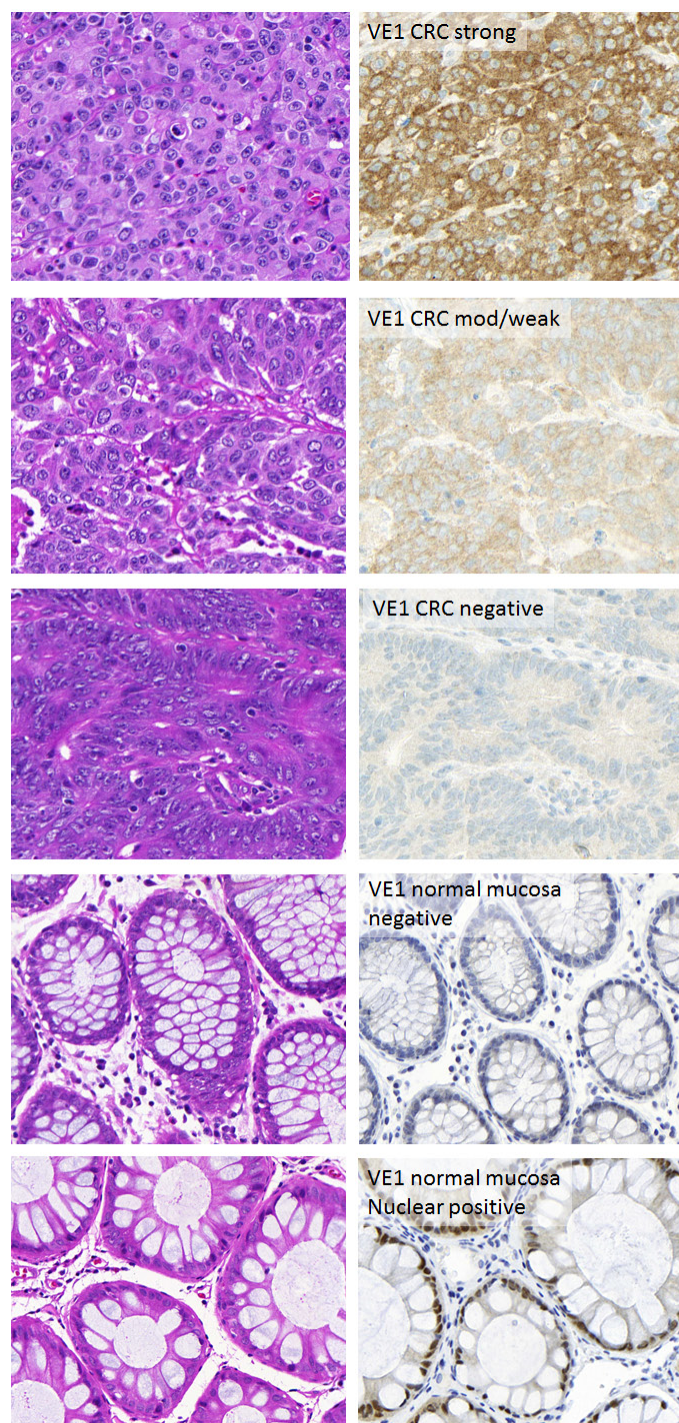 VE1 CRC strong
VE1 CRC mod/weak
VE1 CRC negative
VE1 normal mucosa
negative
VE1 normal mucosa
Nuclear positive